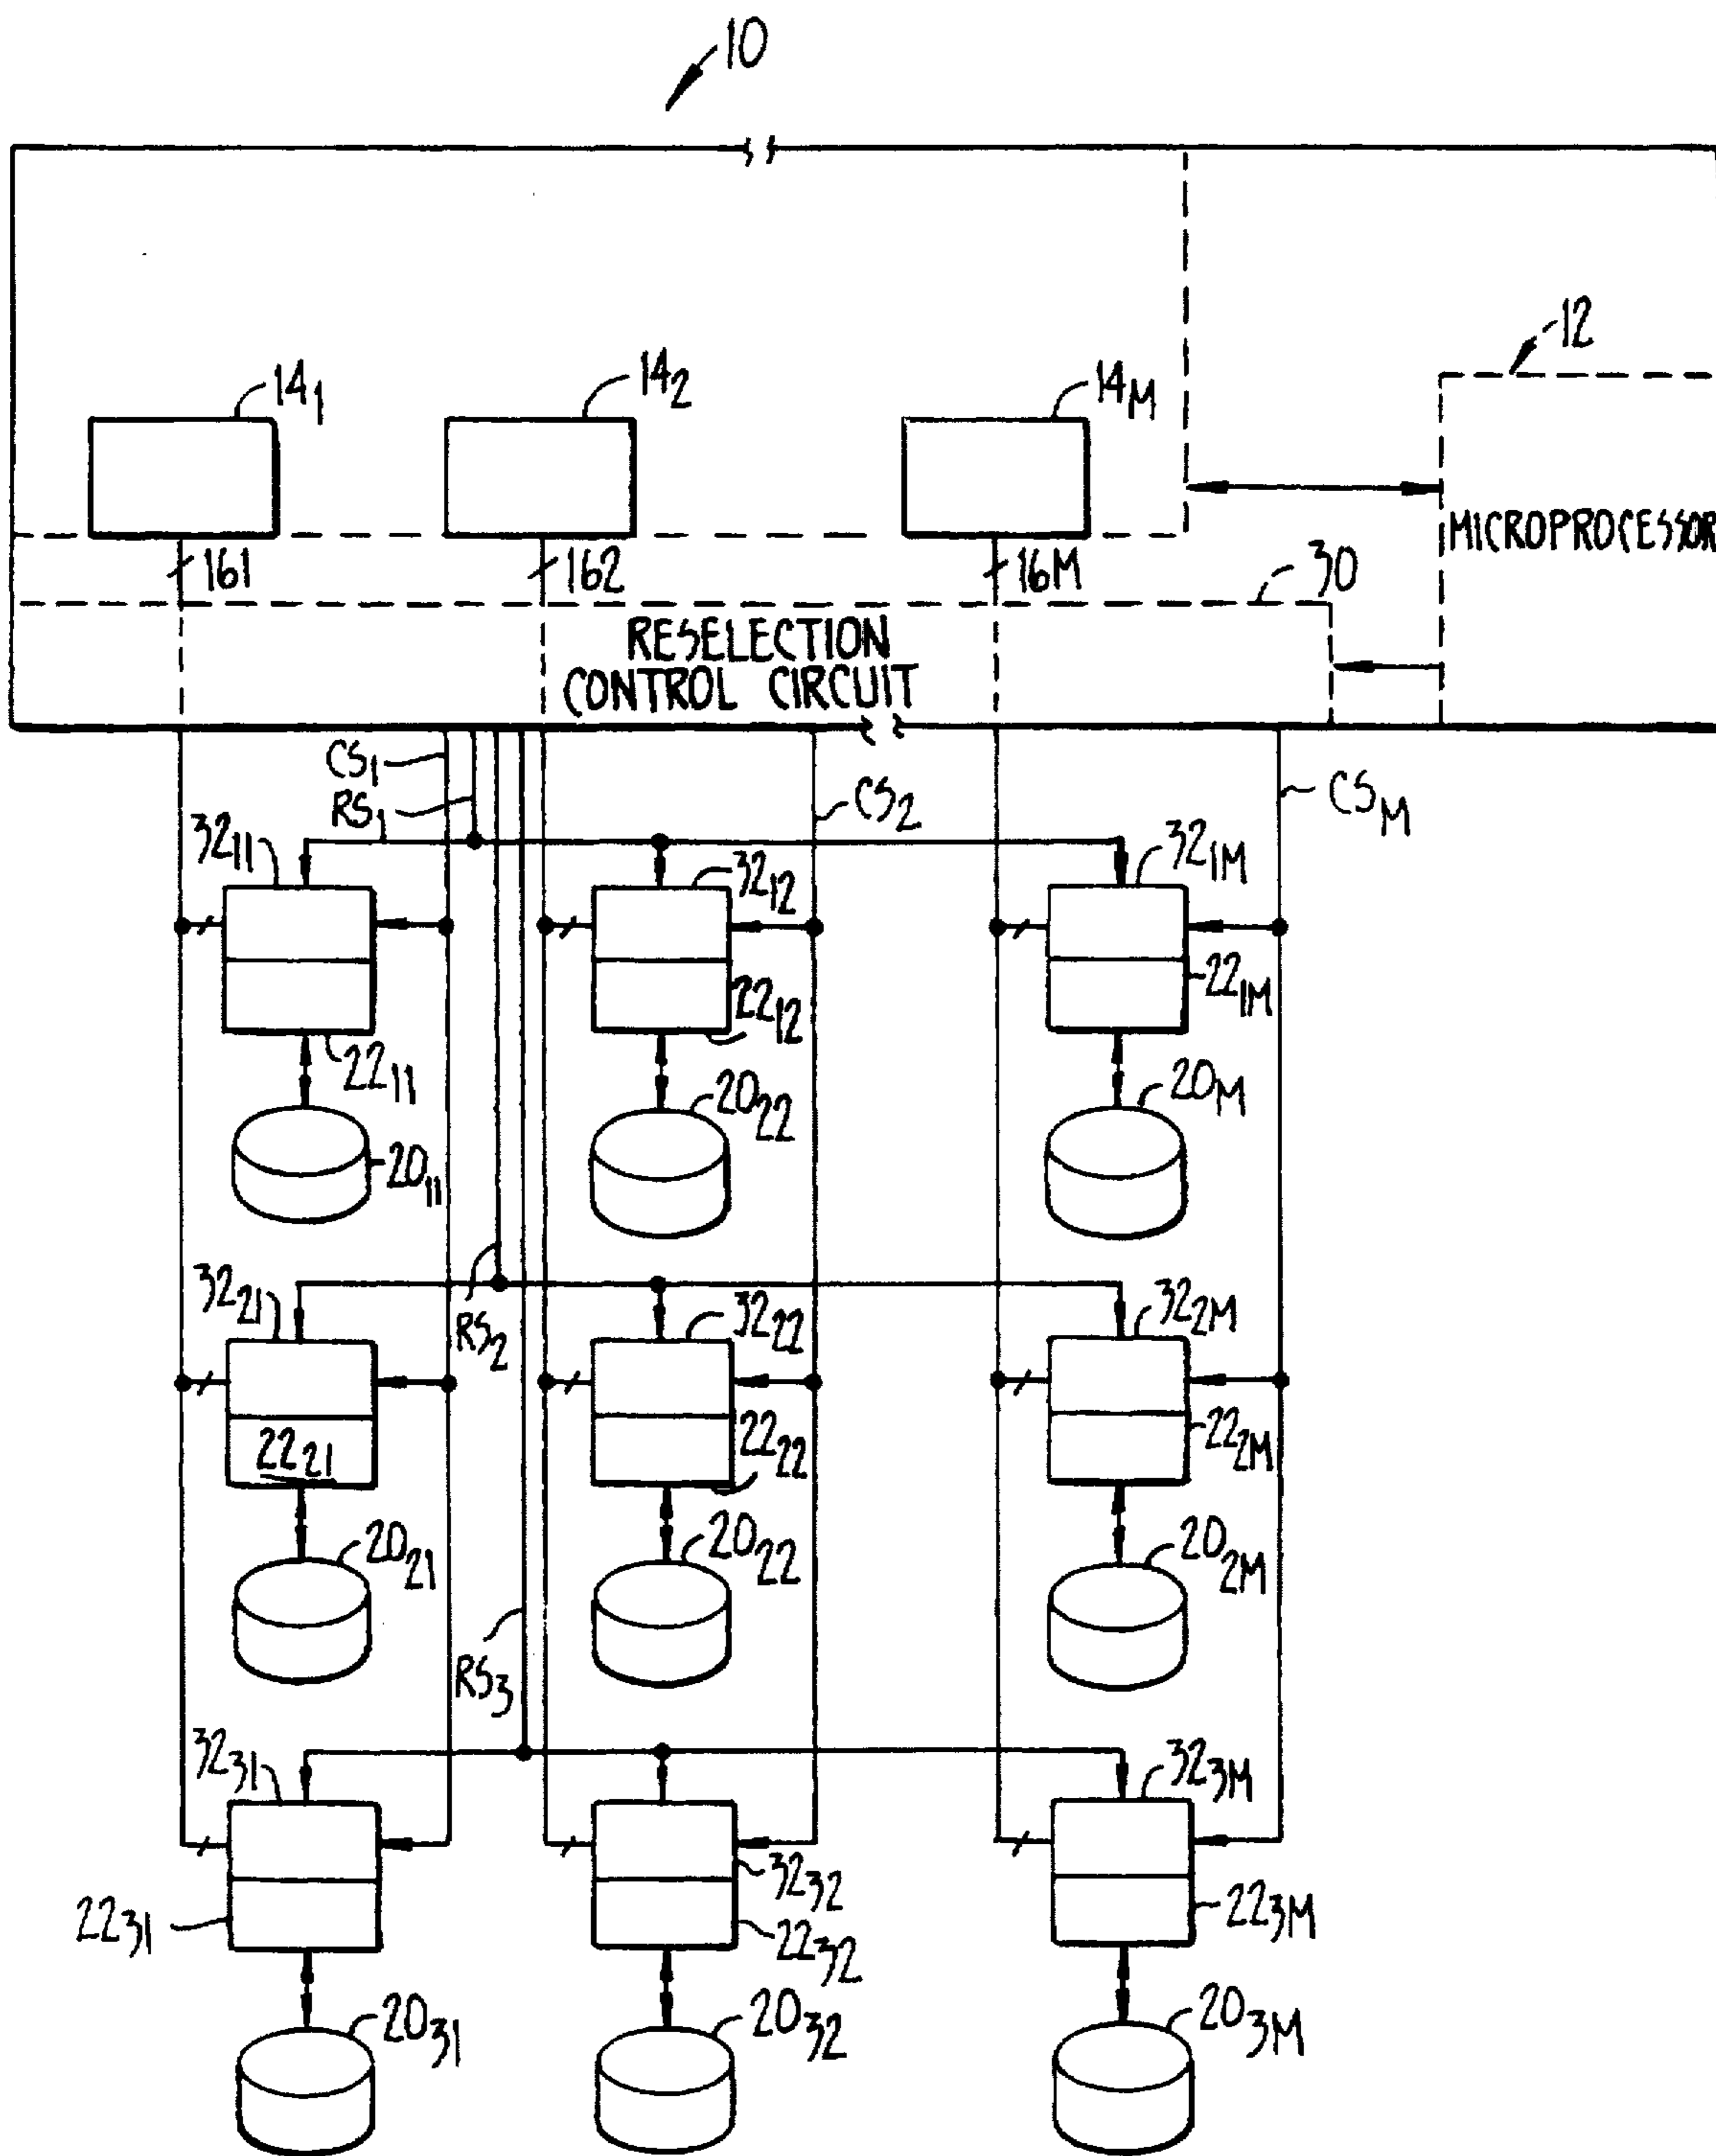 10
12
14₁
14₂
14M
MICROPROCESSOR
161
162
16M
30
RESELECTION
CONTROL CIRCUIT
CS₁
RS₁
CS₂
CSM
32₁₁
32₁₂
32₁M
22₁₁
22₁₂
22₁M
20₁₁
20₂₂
20M
RS₂
32₂₁
32₂₂
32₂M
22₂₁
22₂₂
22₂M
20₂₁
20₂₂
20₂M
RS₃
32₃₁
32₃₂
32₃M
22₃₁
22₃₂
22₃M
20₃₁
20₃₂
20₃M